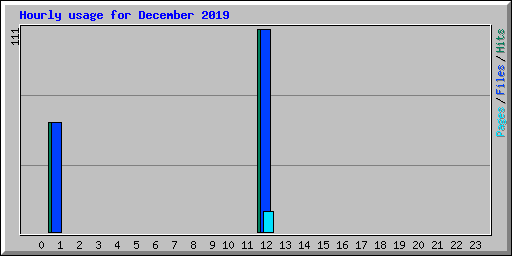 Hourly usage for December 2019
111
Pages/Files/Hits
0 1 2 3 4 5 6 7 8 9 10 11 12 13 14 15 16 17 18 19 20 21 22 23